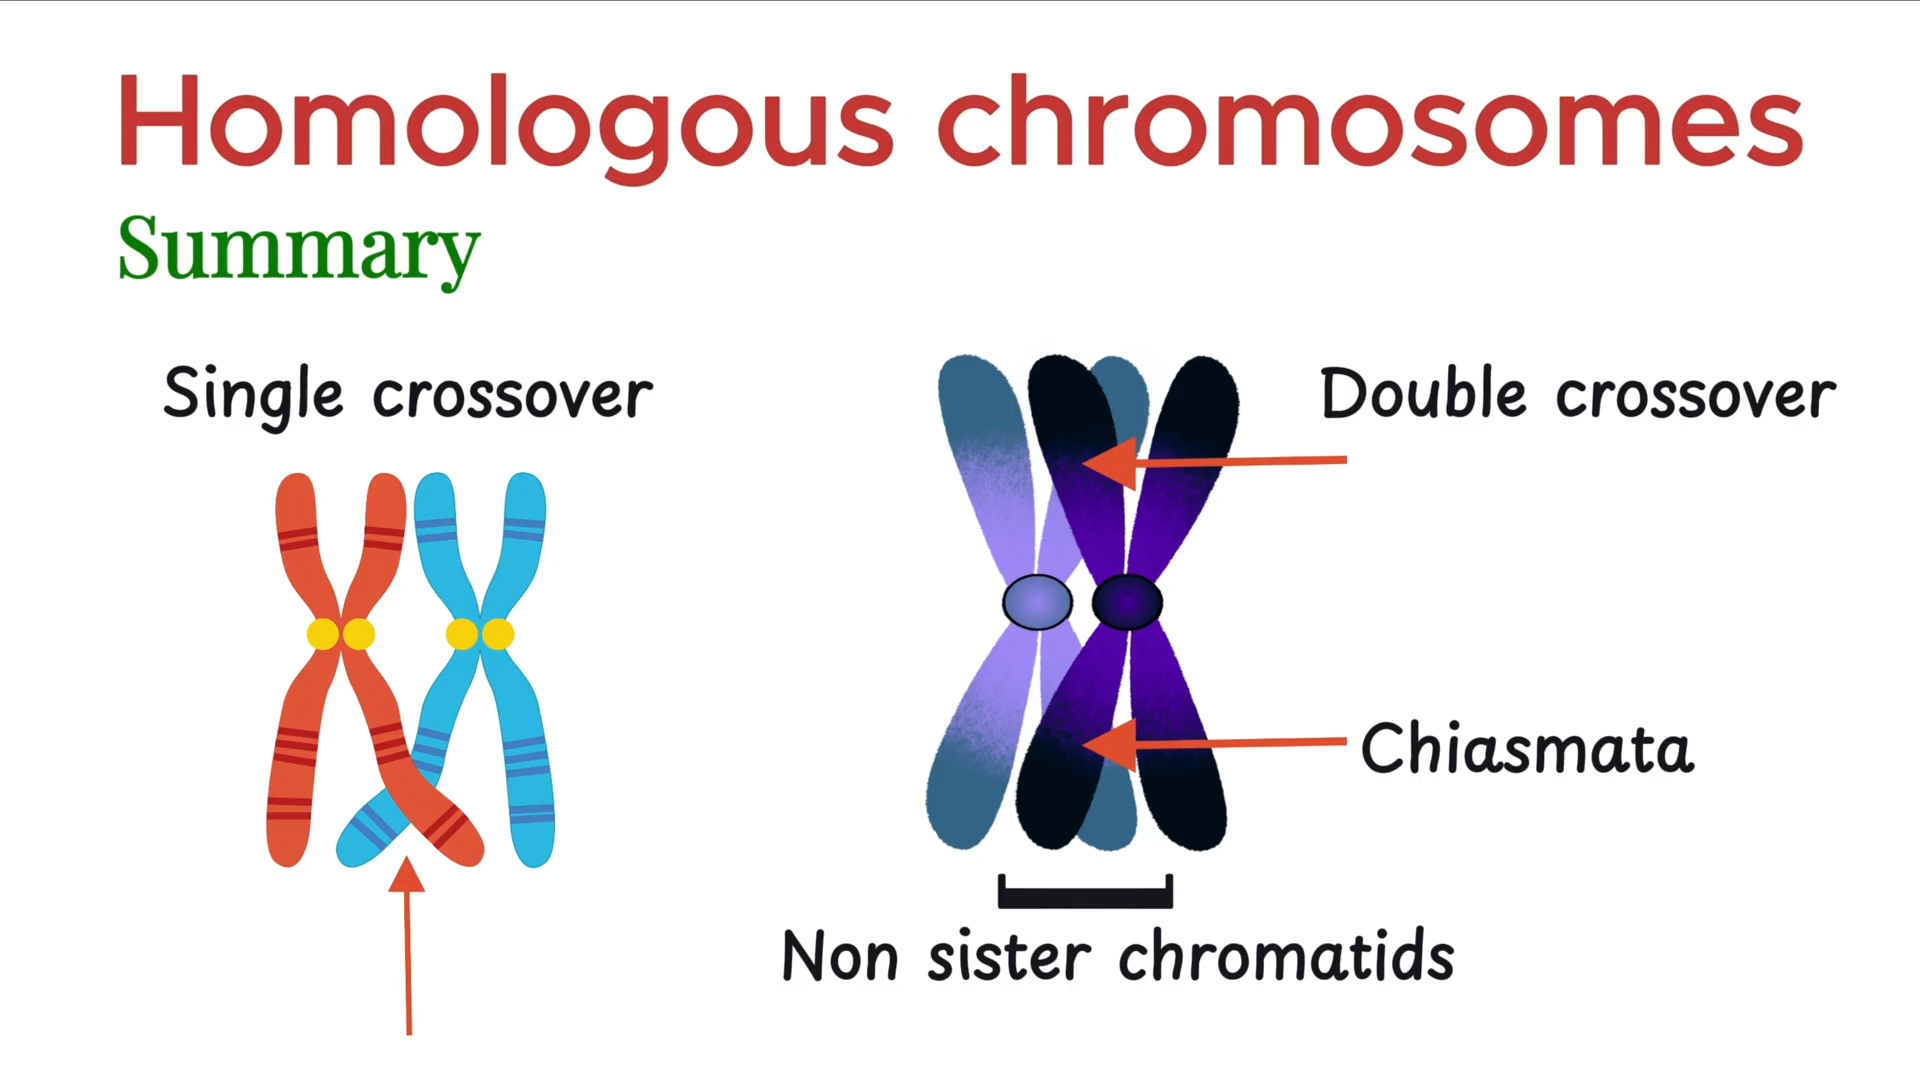 Homologous chromosomes
Summary
Single crossover
Double crossover
Chiasmata
Non sister chromatids